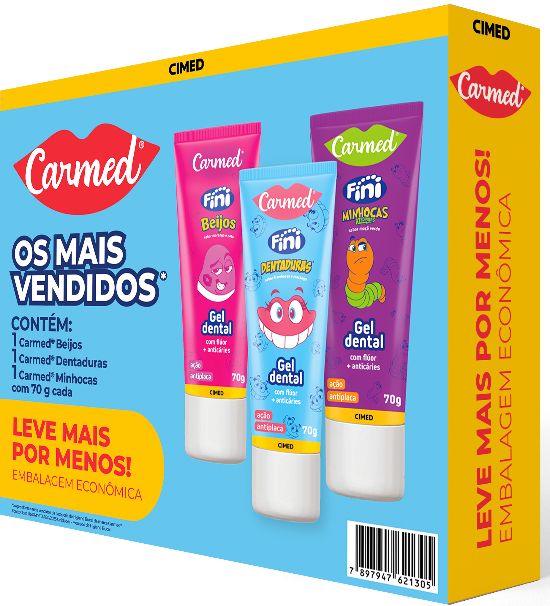 CIMED
CIMED
Carmed®
Carmed®
OS MAIS
VENDIDOS*
CONTÉM:
1 Carmed® Beijos
1 Carmed® Dentaduras
1 Carmed® Minhocas
com 70 g cada
LEVE MAIS
POR MENOS!
EMBALAGEM ECONÔMICA
Carmed
Fini
Beijos
Gel
dental
com flúor
+ anticáries
ação
antiplaca
70g
CIMED
Carmed
Fini
DENTADURAS
Gel
dental
com flúor
+ anticáries
ação
antiplaca
70g
CIMED
Carmed
Fini
MINHOCAS
sabor maçã verde
Gel
dental
com flúor
+ anticáries
ação
antiplaca
70g
CIMED
LEVE MAIS POR MENOS!
EMBALAGEM ECONÔMICA
7 897947 621305